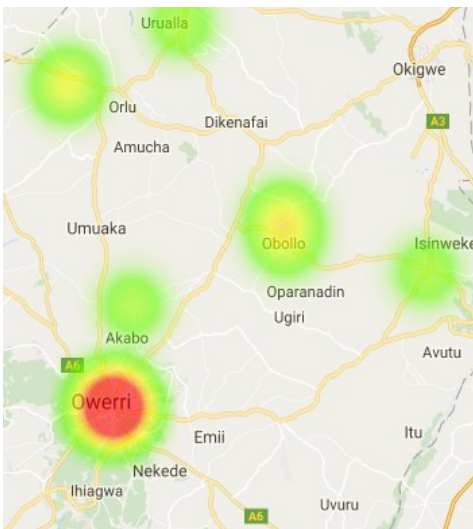 Urualla
Okigwe
Orlu
A3
Dikenafai
Amucha
Umuaka
Obollo
Isinweke
Oparanadin
Ugiri
Akabo
Avutu
A6
Owerri
Emii
Itu
Nekede
Ihiagwa
Uvuru
A6